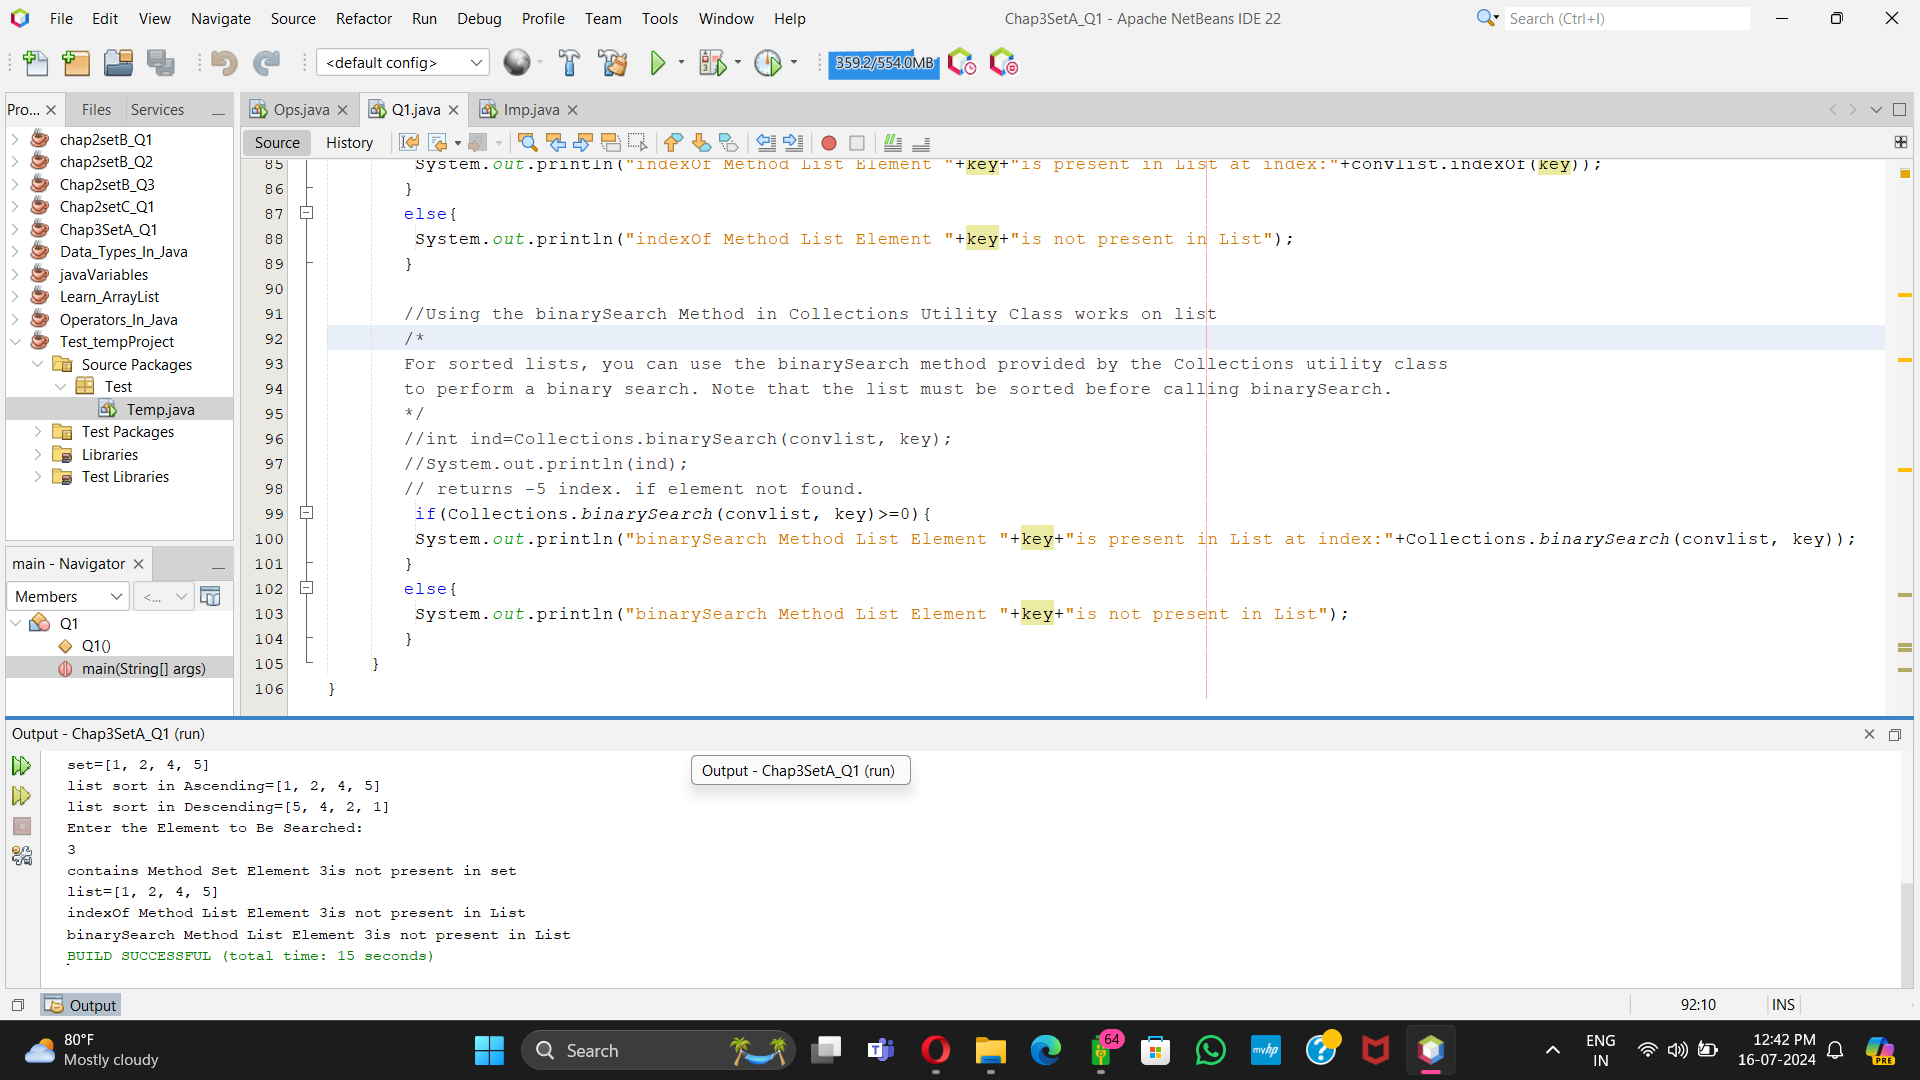 File Edit View Navigate Source Refactor Run Debug Profile Team Tools Window Help
Chap3SetA_Q1 - Apache NetBeans IDE 22
Search (Ctrl+I)
<default config>
359.2/554.0MB
Pro... Files Services
Ops.java Q1.java Imp.java
Source History
chap2setB_Q1
chap2setB_Q2
Chap2setB_Q3
Chap2setC_Q1
Chap3SetA_Q1
Data_Types_In_Java
javaVariables
Learn_ArrayList
Operators_In_Java
Test_tempProject
Source Packages
Test
Temp.java
Test Packages
Libraries
Test Libraries
main - Navigator
Members <...
Q1
Q1()
main(String[] args)
85 System.out.println("indexOf Method List Element "+key+"is present in List at index:"+convlist.indexOf(key));
86 }
87 else{
88 System.out.println("indexOf Method List Element "+key+"is not present in List");
89 }
90
91 //Using the binarySearch Method in Collections Utility Class works on list
92 /*
93 For sorted lists, you can use the binarySearch method provided by the Collections utility class
94 to perform a binary search. Note that the list must be sorted before calling binarySearch.
95 */
96 //int ind=Collections.binarySearch(convlist, key);
97 //System.out.println(ind);
98 // returns -5 index. if element not found.
99 if(Collections.binarySearch(convlist, key)>=0){
100 System.out.println("binarySearch Method List Element "+key+"is present in List at index:"+Collections.binarySearch(convlist, key));
101 }
102 else{
103 System.out.println("binarySearch Method List Element "+key+"is not present in List");
104 }
105 }
106 }
Output - Chap3SetA_Q1 (run)
Output - Chap3SetA_Q1 (run)
set=[1, 2, 4, 5]
list sort in Ascending=[1, 2, 4, 5]
list sort in Descending=[5, 4, 2, 1]
Enter the Element to Be Searched:
3
contains Method Set Element 3is not present in set
list=[1, 2, 4, 5]
indexOf Method List Element 3is not present in List
binarySearch Method List Element 3is not present in List
BUILD SUCCESSFUL (total time: 15 seconds)
Output
92:10 INS
80°F
Mostly cloudy
Search
64
myhp
ENG
IN
12:42 PM
16-07-2024
PRE